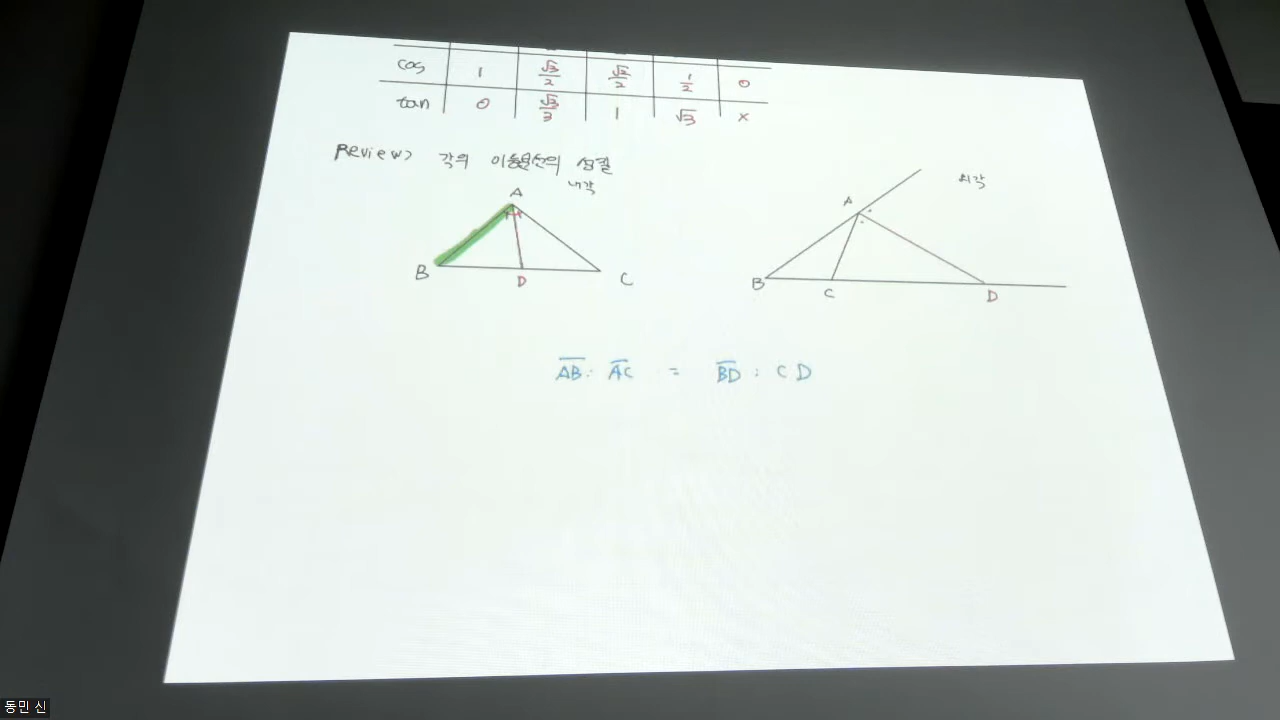 cos 1 √3/2 √2/2 1/2 0
tan 0 √3/3 1 √3 x
Review> 각의 이등분선의 성질
내각
외각
A
B D C
A
B C D
AB : AC = BD : CD
동민 신